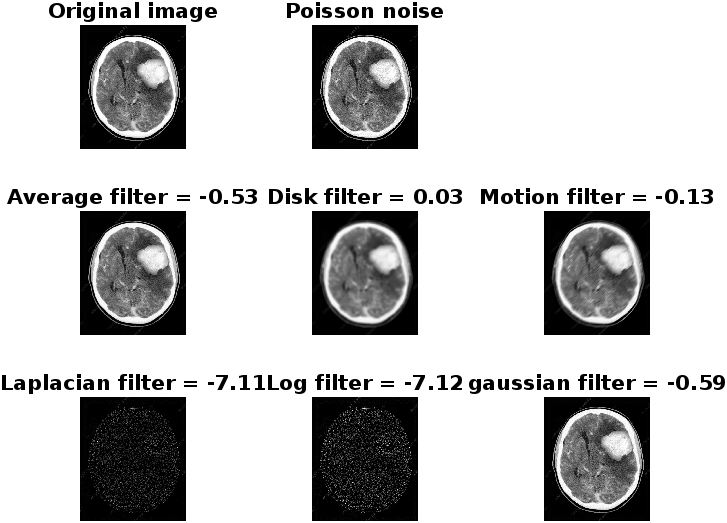 Original image
Poisson noise
Average filter = -0.53
Disk filter = 0.03
Motion filter = -0.13
Laplacian filter = -7.11
Log filter = -7.12
gaussian filter = -0.59